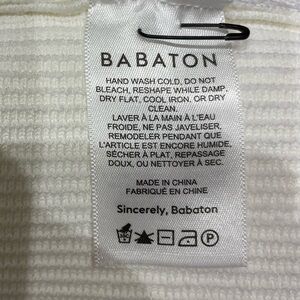 BABATON
HAND WASH COLD, DO NOT
BLEACH, RESHAPE WHILE DAMP,
DRY FLAT, COOL IRON, OR DRY
CLEAN.
LAVER À LA MAIN À L'EAU
FROIDE, NE PAS JAVELISER,
REMODELER PENDANT QUE
L'ARTICLE EST ENCORE HUMIDE,
SÉCHER À PLAT, REPASSAGE
DOUX, OU NETTOYER À SEC.
MADE IN CHINA
FABRIQUÉ EN CHINE
Sincerely, Babaton
P